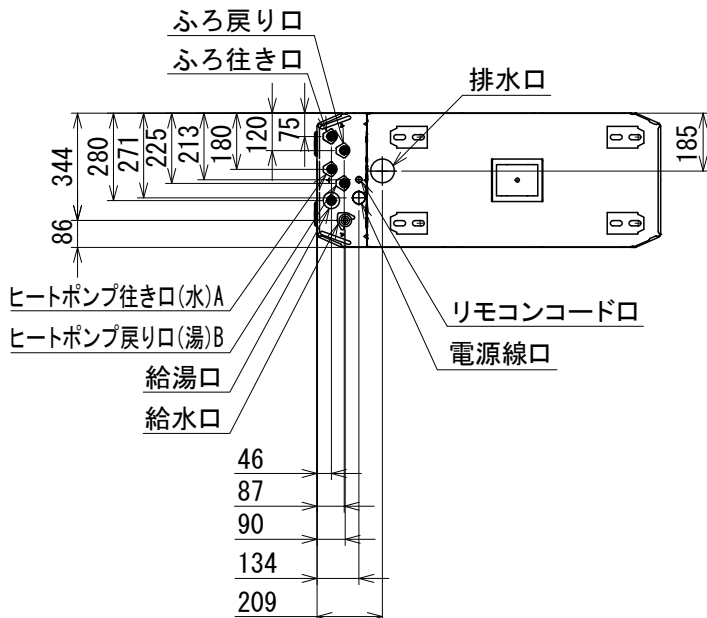 ふろ戻り口
ふろ往き口
排水口
344
86
280
271
225
213
180
120
75
185
ヒートポンプ往き口(水)A
ヒートポンプ戻り口(湯)B
給湯口
給水口
リモコンコード口
電源線口
46
87
90
134
209